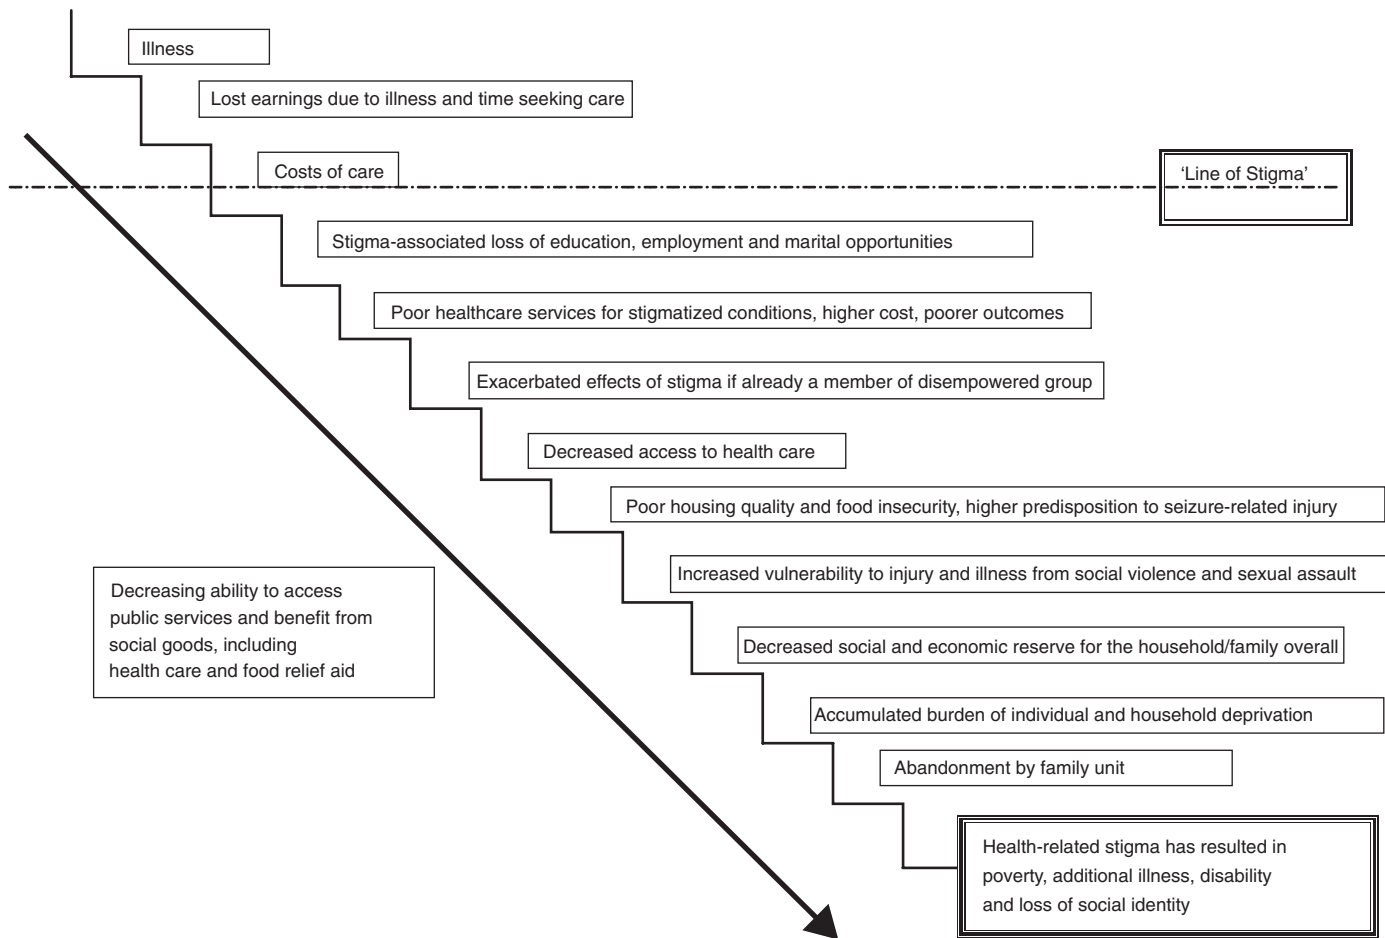 Illness
Lost earnings due to illness and time seeking care
Costs of care
‘Line of Stigma’
Stigma-associated loss of education, employment and marital opportunities
Poor healthcare services for stigmatized conditions, higher cost, poorer outcomes
Exacerbated effects of stigma if already a member of disempowered group
Decreased access to health care
Poor housing quality and food insecurity, higher predisposition to seizure-related injury
Increased vulnerability to injury and illness from social violence and sexual assault
Decreasing ability to access
public services and benefit from
social goods, including
health care and food relief aid
Decreased social and economic reserve for the household/family overall
Accumulated burden of individual and household deprivation
Abandonment by family unit
Health-related stigma has resulted in
poverty, additional illness, disability
and loss of social identity